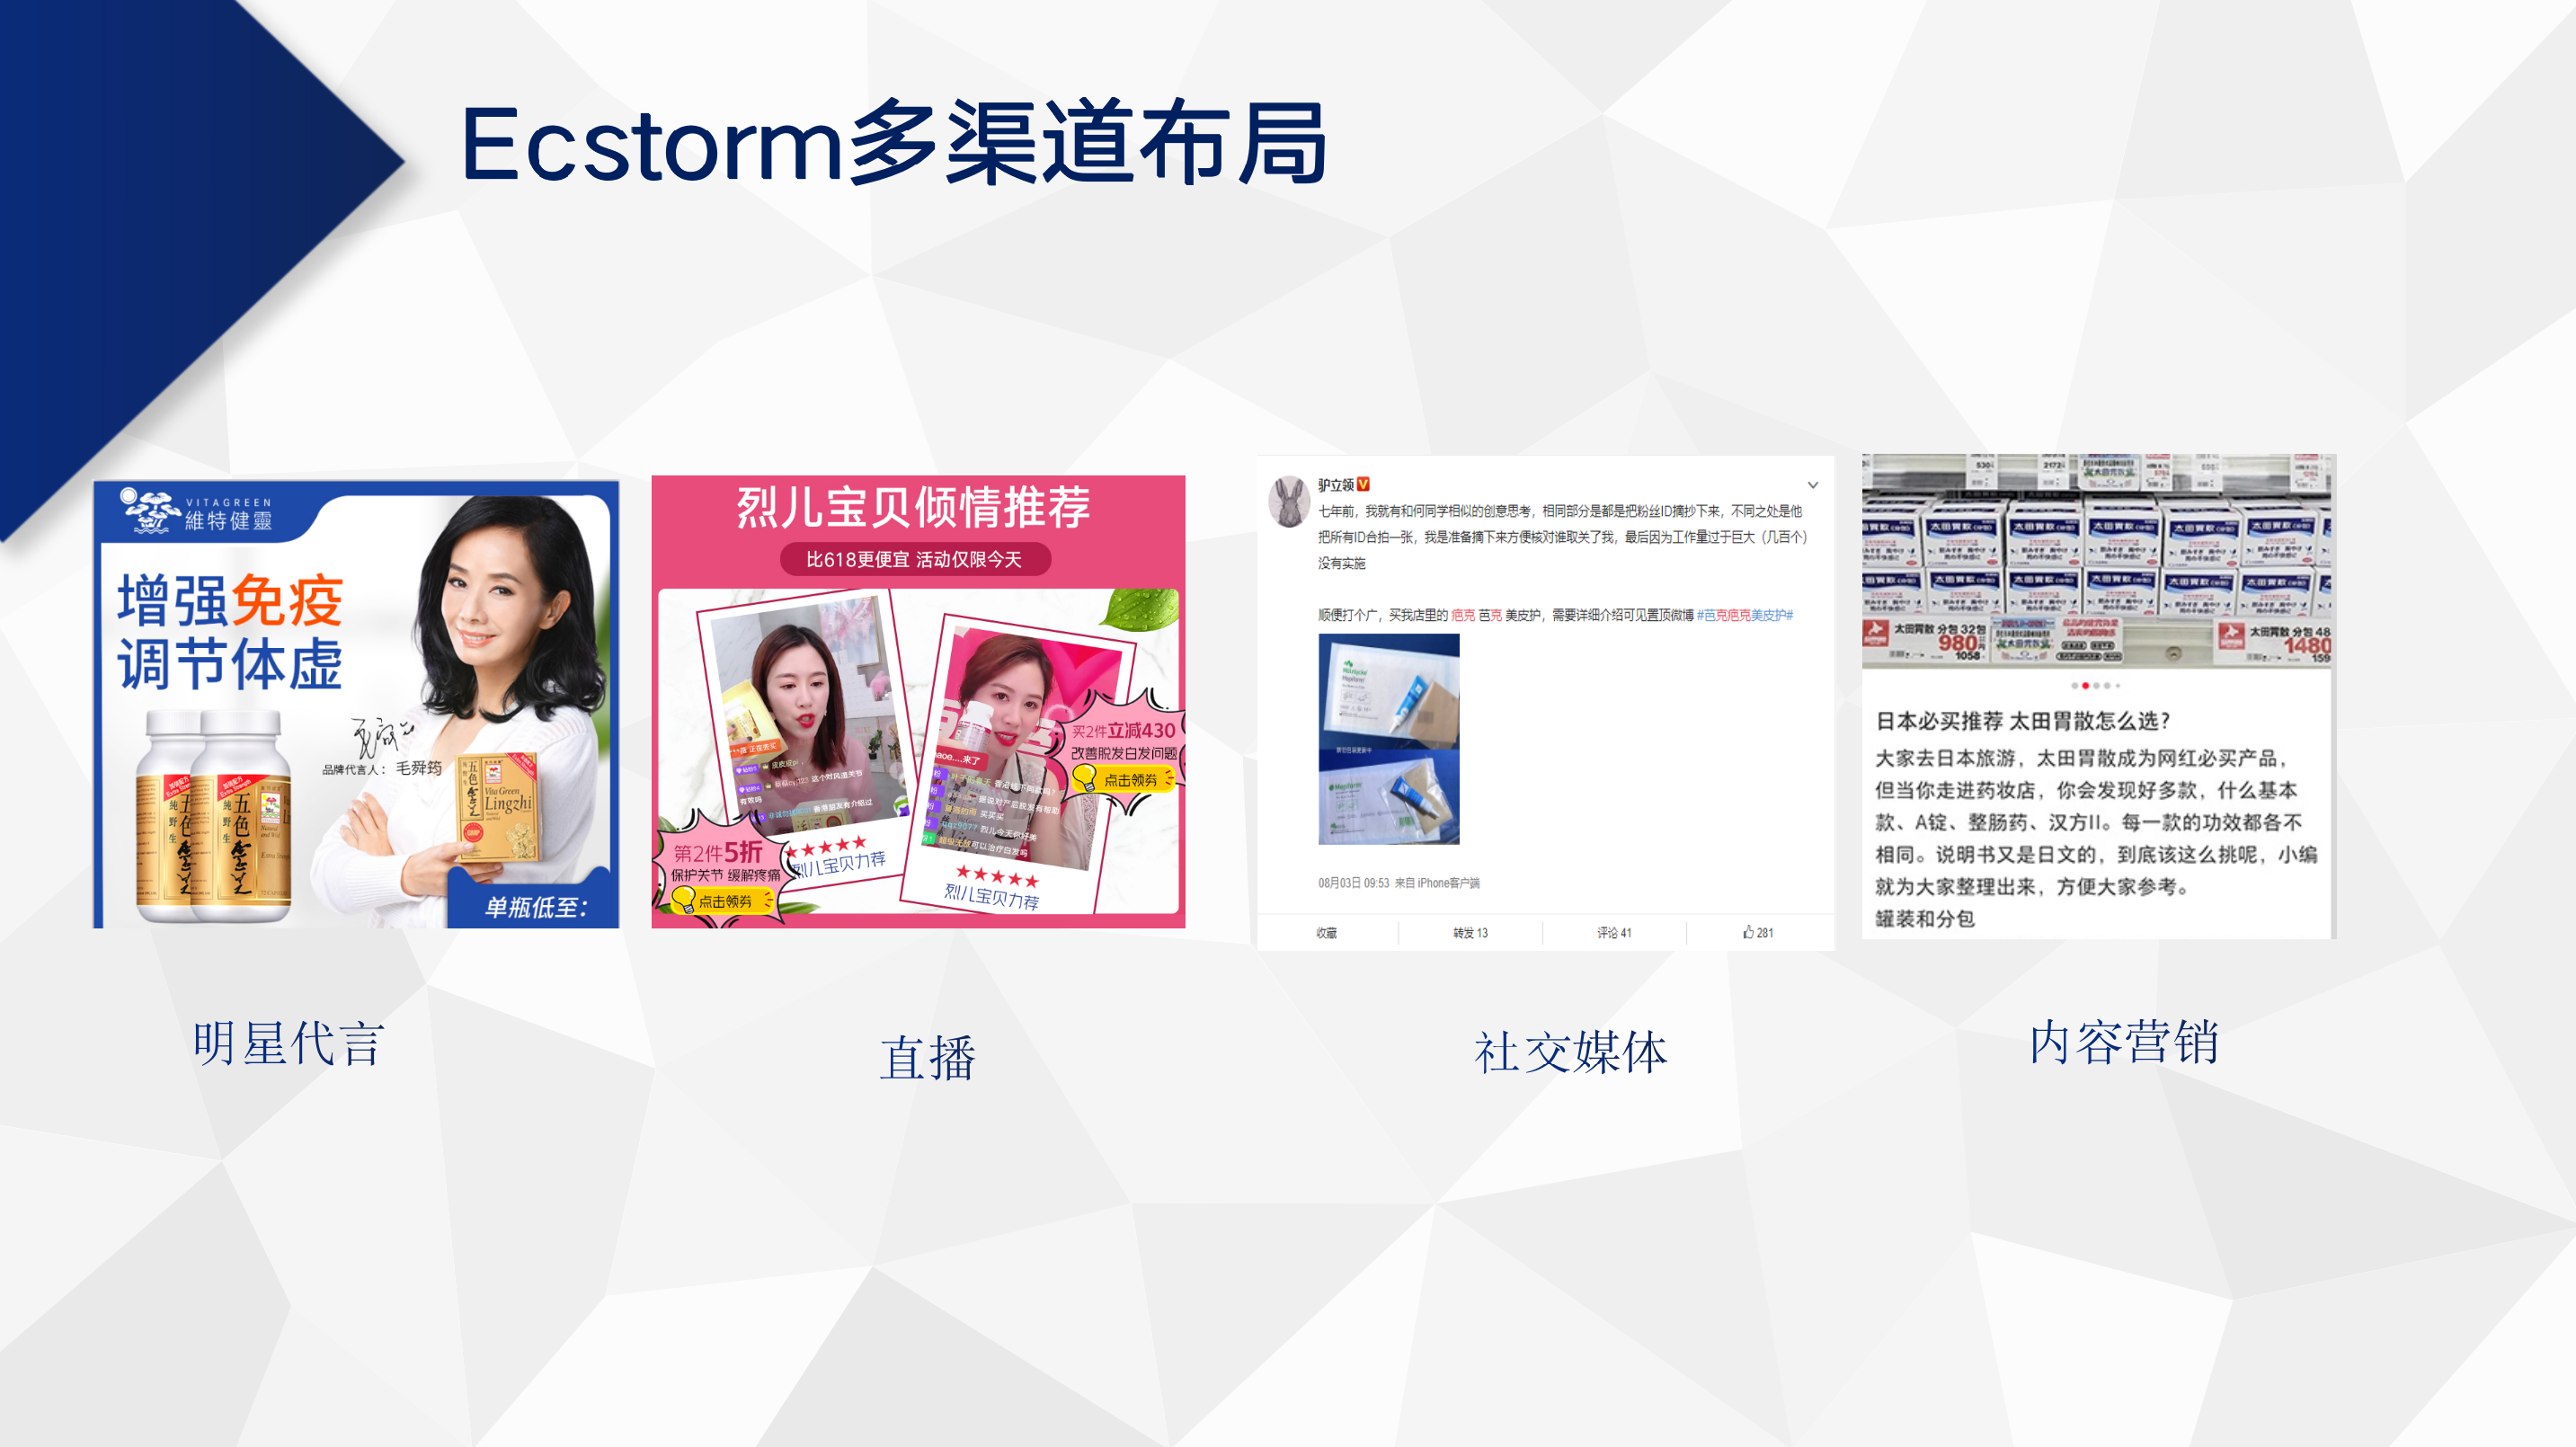 Ecstorm多渠道布局
VITAGREEN
維特健靈
增强免疫
调节体虚
品牌代言人：毛舜筠
五色
Vita Green
Lingzhi
純野生
五色
单瓶低至：
明星代言
烈儿宝贝倾情推荐
比618更便宜 活动仅限今天
买2件立减430
改善脱发白发问题
点击领券
第2件5折
保护关节 缓解疼痛
点击领券
烈儿宝贝力荐
烈儿宝贝力荐
直播
驴立领
七年前，我就有和何同学相似的创意思考，相同部分是都是把粉丝ID摘抄下来，不同之处是他
把所有ID合拍一张，我是准备摘下来方便核对谁取关了我，最后因为工作量过于巨大（几百个）
没有实施
顺便打个广，买我店里的 疤克 芭克 美皮护，需要详细介绍可见置顶微博 #芭克疤克美皮护#
08月03日 09:53 来自 iPhone客户端
收藏
转发 13
评论 41
281
社交媒体
太田胃散 分包 32包
980
1058
太田胃散 分包 48
1480
日本必买推荐 太田胃散怎么选？
大家去日本旅游，太田胃散成为网红必买产品，
但当你走进药妆店，你会发现好多款，什么基本
款、A锭、整肠药、汉方II。每一款的功效都各不
相同。说明书又是日文的，到底该这么挑呢，小编
就为大家整理出来，方便大家参考。
罐装和分包
内容营销